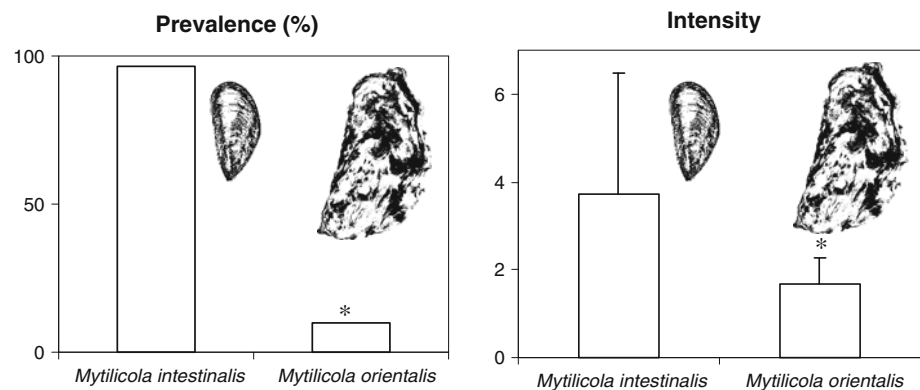 Prevalence (%)
100
50
0
*
Mytilicola intestinalis Mytilicola orientalis
Intensity
6
4
2
0
*
Mytilicola intestinalis Mytilicola orientalis